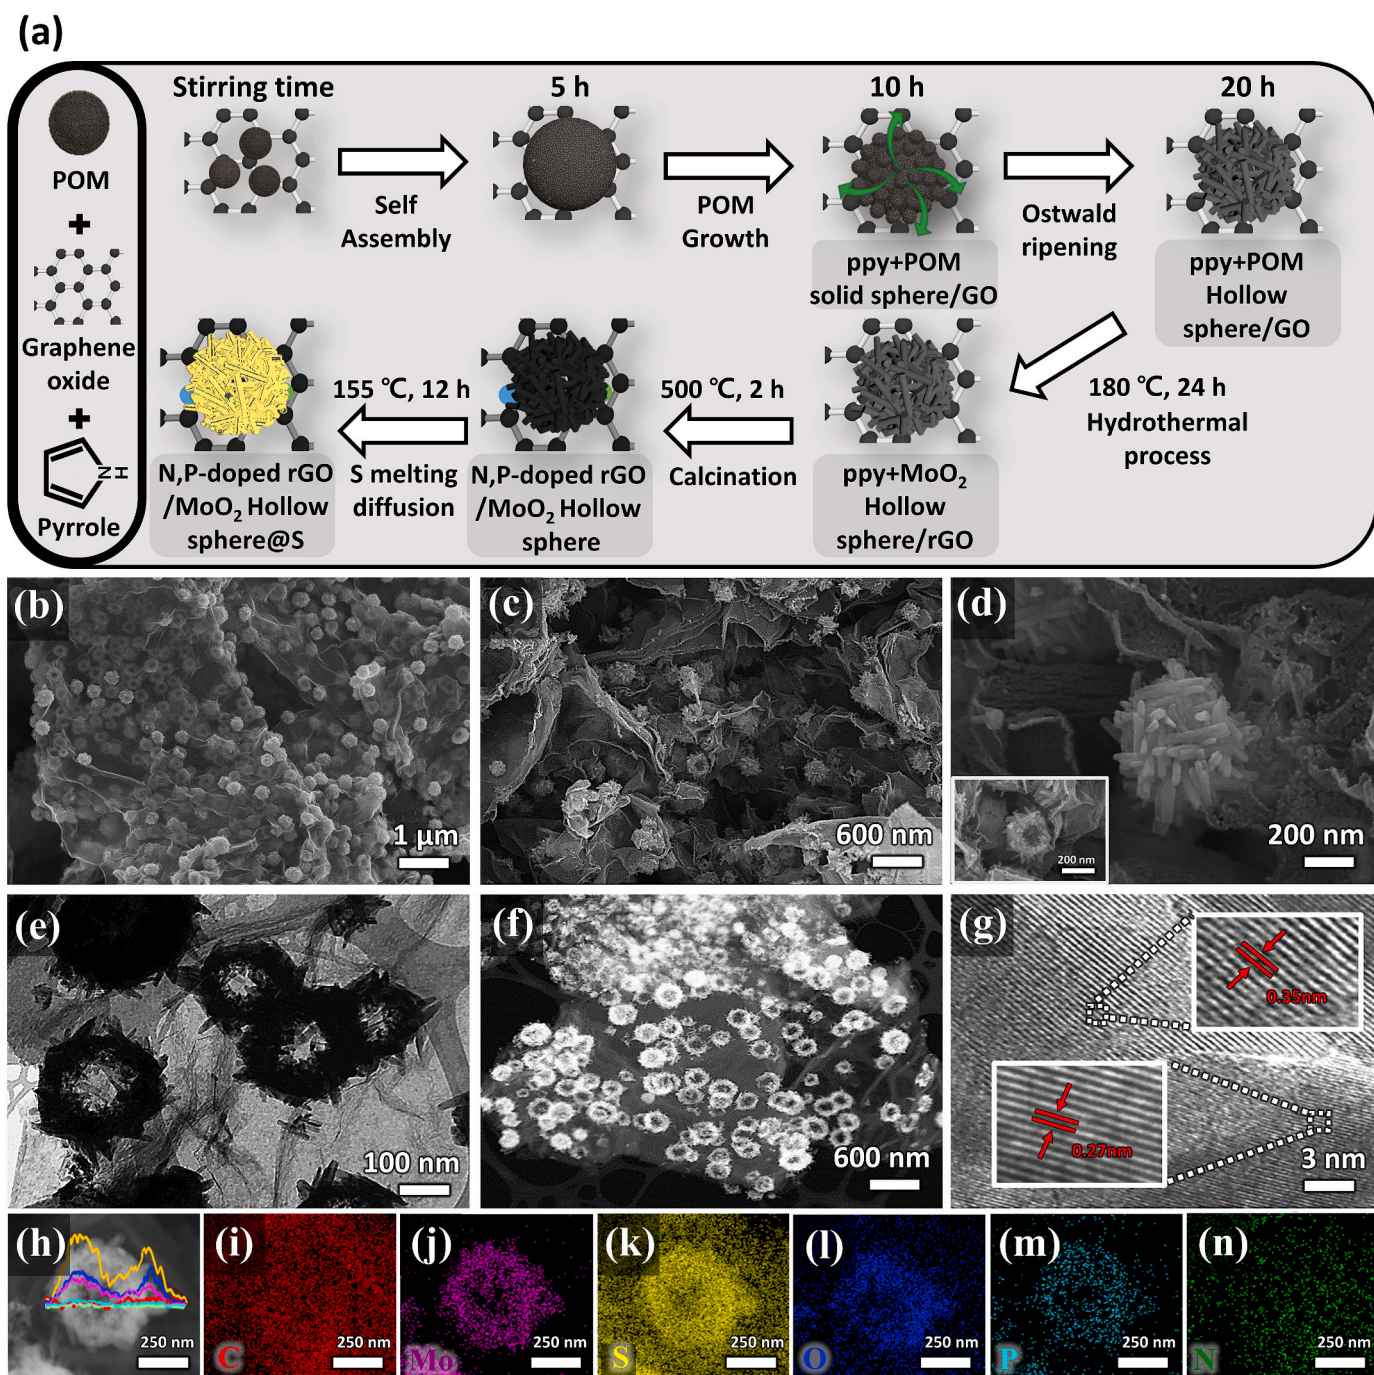 (a)
POM
+
Graphene
oxide
+
N
H
Pyrrole
Stirring time
5 h
10 h
20 h
Self
Assembly
POM
Growth
Ostwald
ripening
ppy+POM
solid sphere/GO
ppy+POM
Hollow
sphere/GO
180 ℃, 24 h
Hydrothermal
process
ppy+MoO₂
Hollow
sphere/rGO
500 ℃, 2 h
Calcination
N,P-doped rGO
/MoO₂ Hollow
sphere
155 ℃, 12 h
S melting
diffusion
N,P-doped rGO
/MoO₂ Hollow
sphere@S
(b)
1 μm
(c)
600 nm
(d)
200 nm
200 nm
(e)
100 nm
(f)
600 nm
(g)
0.35nm
0.27nm
3 nm
(h)
250 nm
(i)
C
250 nm
(j)
Mo
250 nm
(k)
S
250 nm
(l)
O
250 nm
(m)
P
250 nm
(n)
N
250 nm